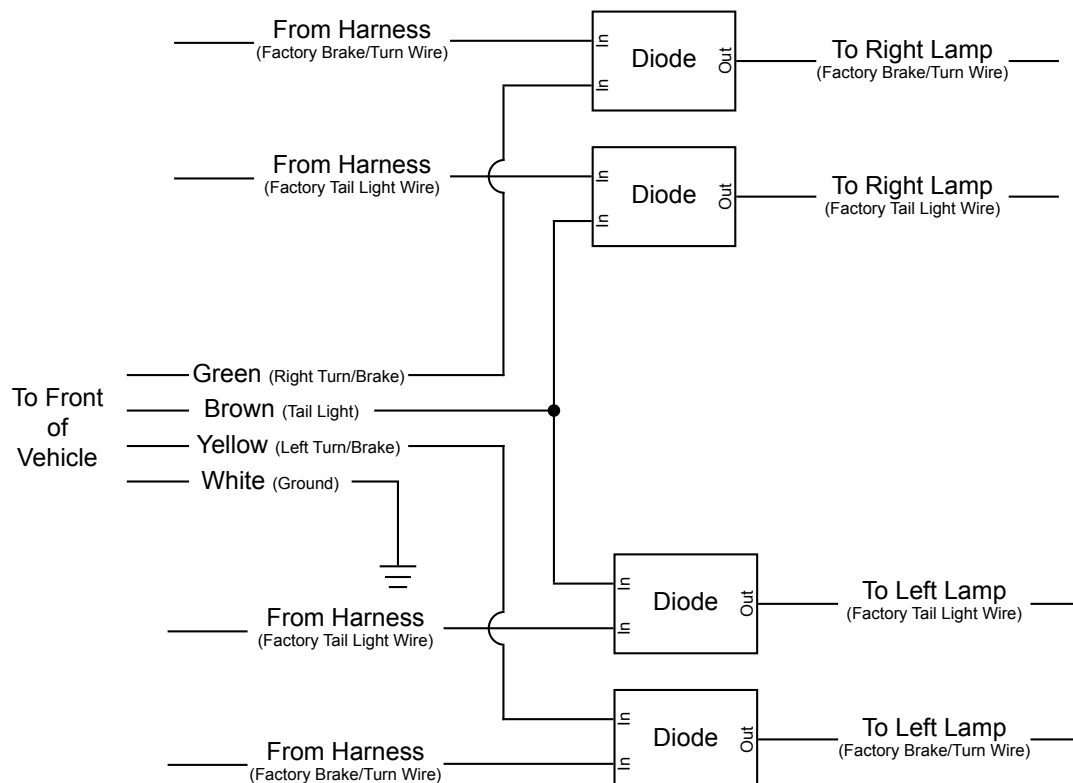 From Harness
(Factory Brake/Turn Wire)
In
In
Diode
Out
To Right Lamp
(Factory Brake/Turn Wire)
From Harness
(Factory Tail Light Wire)
In
In
Diode
Out
To Right Lamp
(Factory Tail Light Wire)
To Front
of
Vehicle
Green (Right Turn/Brake)
Brown (Tail Light)
Yellow (Left Turn/Brake)
White (Ground)
From Harness
(Factory Tail Light Wire)
In
In
Diode
Out
To Left Lamp
(Factory Tail Light Wire)
From Harness
(Factory Brake/Turn Wire)
In
In
Diode
Out
To Left Lamp
(Factory Brake/Turn Wire)